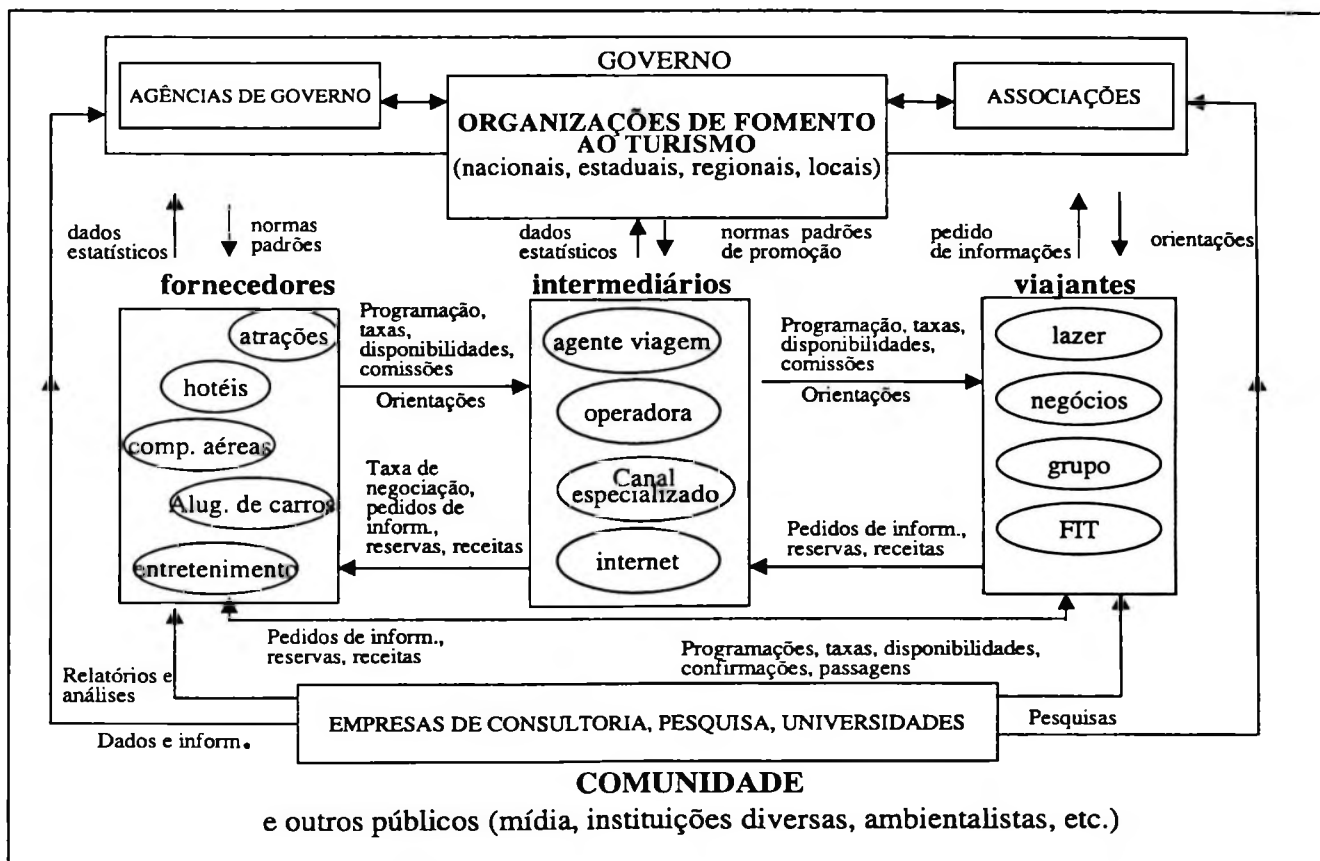 GOVERNO
AGÊNCIAS DE GOVERNO
ORGANIZAÇÕES DE FOMENTO
AO TURISMO
(nacionais, estaduais, regionais, locais)
ASSOCIAÇÕES
dados
estatísticos
normas
padrões
dados
estatísticos
normas padrões
de promoção
pedido
de informações
orientações
fornecedores
atrações
hotéis
comp. aéreas
Alug. de carros
entretenimento
Programação,
taxas,
disponibilidades,
comissões
Orientações
Taxa de
negociação,
pedidos de
inform.,
reservas, receitas
intermediários
agente viagem
operadora
Canal
especializado
internet
Programação, taxas,
disponibilidades,
comissões
Orientações
Pedidos de inform.,
reservas, receitas
viajantes
lazer
negócios
grupo
FIT
Pedidos de inform.,
reservas, receitas
Programações, taxas, disponibilidades,
confirmações, passagens
Relatórios e
análises
EMPRESAS DE CONSULTORIA, PESQUISA, UNIVERSIDADES
Pesquisas
Dados e inform.
COMUNIDADE
e outros públicos (mídia, instituições diversas, ambientalistas, etc.)